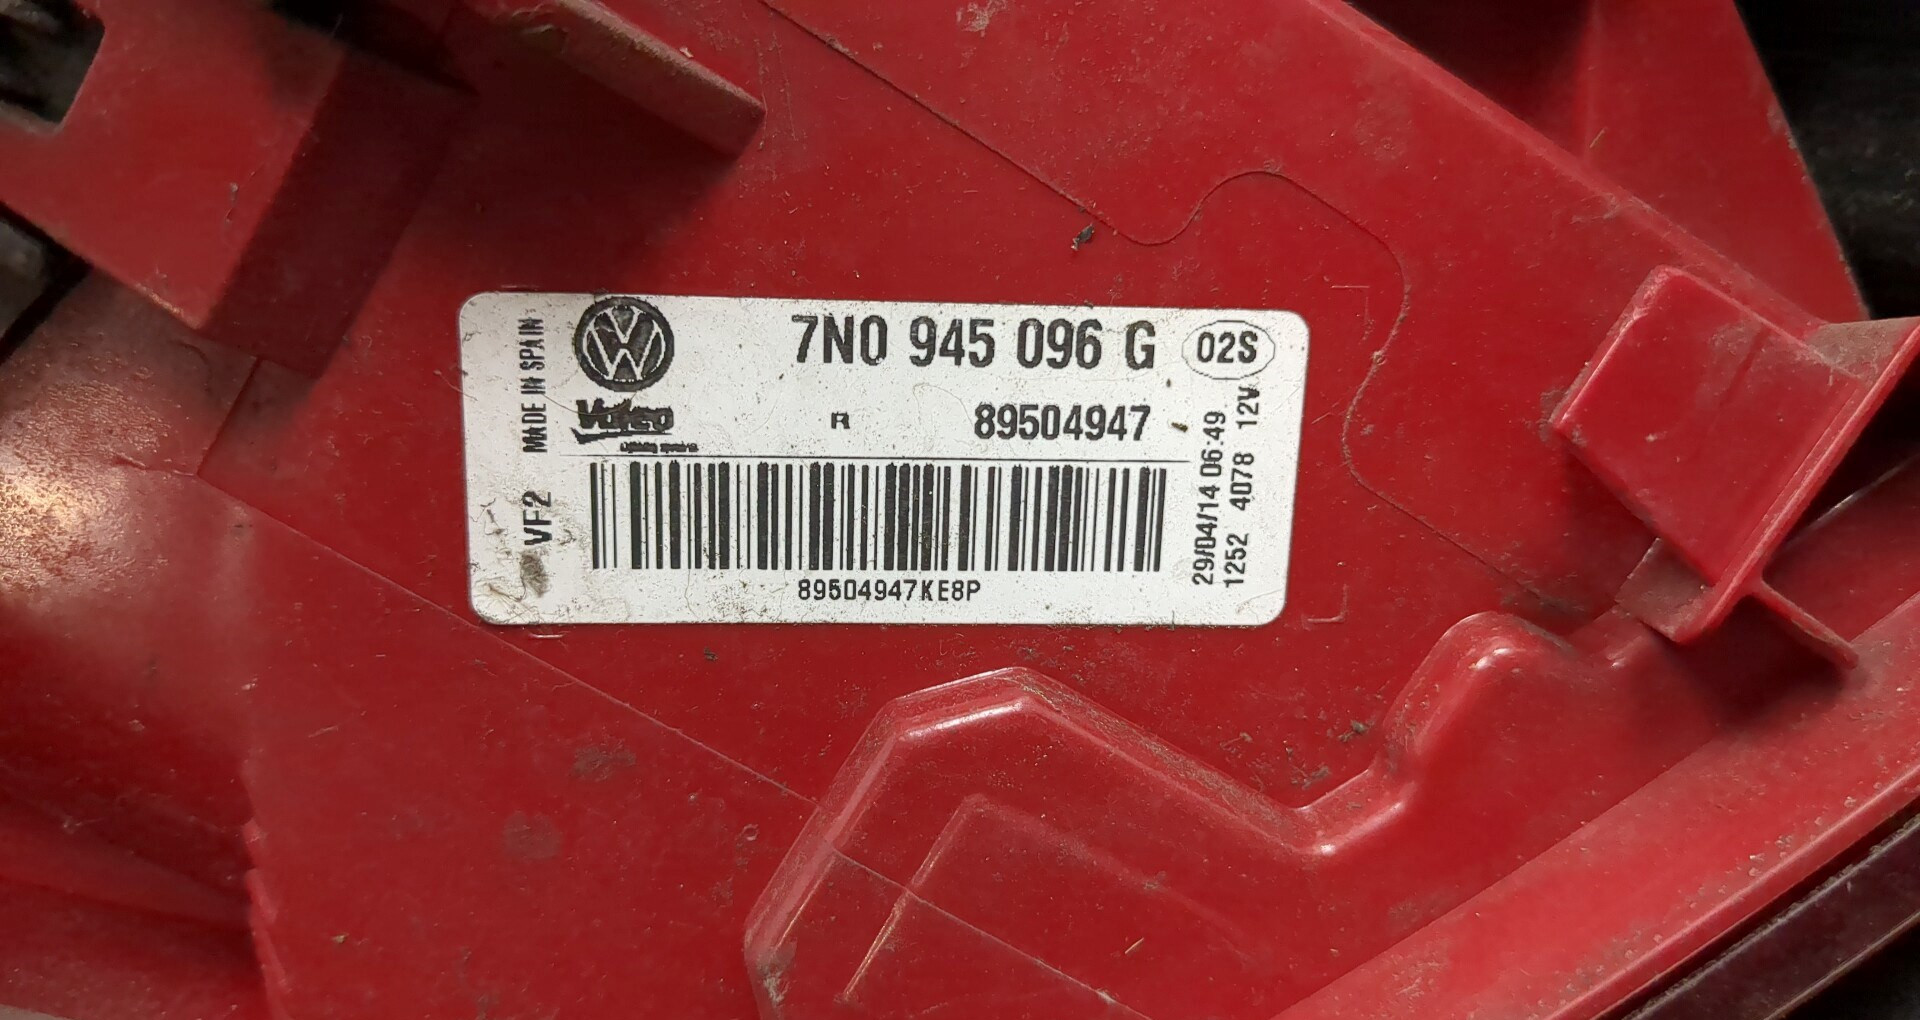 7N0 945 096 G 02S
Valeo R 89504947
89504947KE8P
MADE IN SPAIN
VF2
29/04/14 06:49
1252 4078 12V